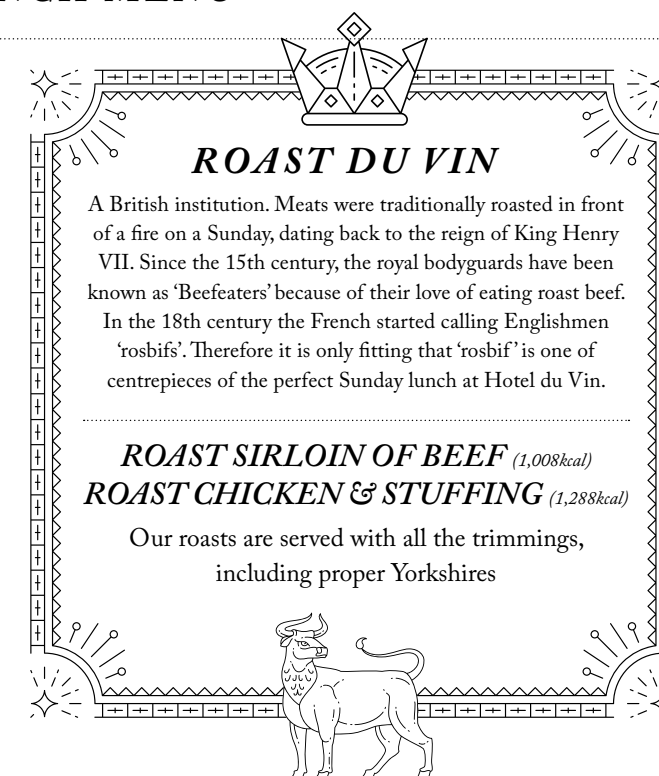 ROAST DU VIN
A British institution. Meats were traditionally roasted in front
of a fire on a Sunday, dating back to the reign of King Henry
VII. Since the 15th century, the royal bodyguards have been
known as ‘Beefeaters’ because of their love of eating roast beef.
In the 18th century the French started calling Englishmen
‘rosbifs’. Therefore it is only fitting that ‘rosbif’ is one of
centrepieces of the perfect Sunday lunch at Hotel du Vin.
ROAST SIRLOIN OF BEEF (1,008kcal)
ROAST CHICKEN & STUFFING (1,288kcal)
Our roasts are served with all the trimmings,
including proper Yorkshires